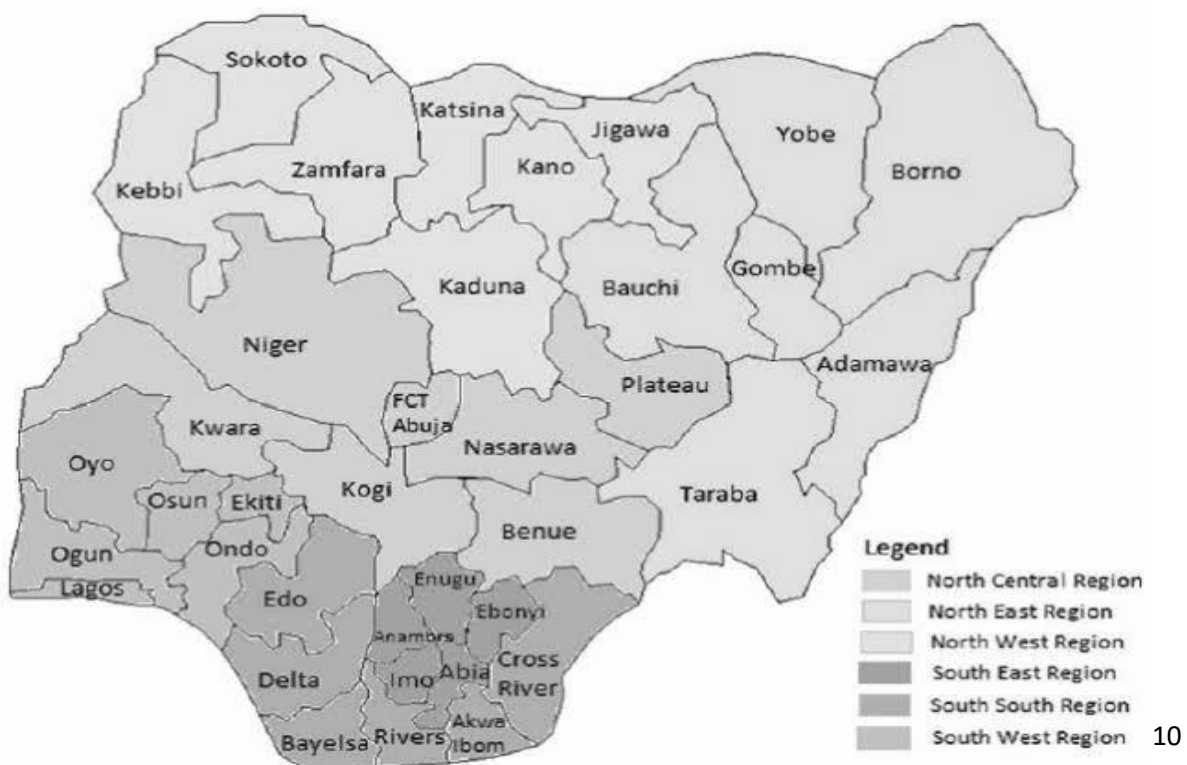 Sokoto
Katsina
Jigawa
Yobe
Zamfara
Kano
Borno
Kebbi
Kaduna
Bauchi
Gombe
Niger
Adamawa
Plateau
FCT
Abuja
Kwara
Nasarawa
Oyo
Kogi
Taraba
Osun
Ekiti
Benue
Ogun
Ondo
Lagos
Edo
Enugu
Ebonyi
Anambrs
Cross
River
Delta
Imo
Abia
Akwa
Ibom
Bayelsa
Rivers
Legend
North Central Region
North East Region
North West Region
South East Region
South South Region
South West Region
10